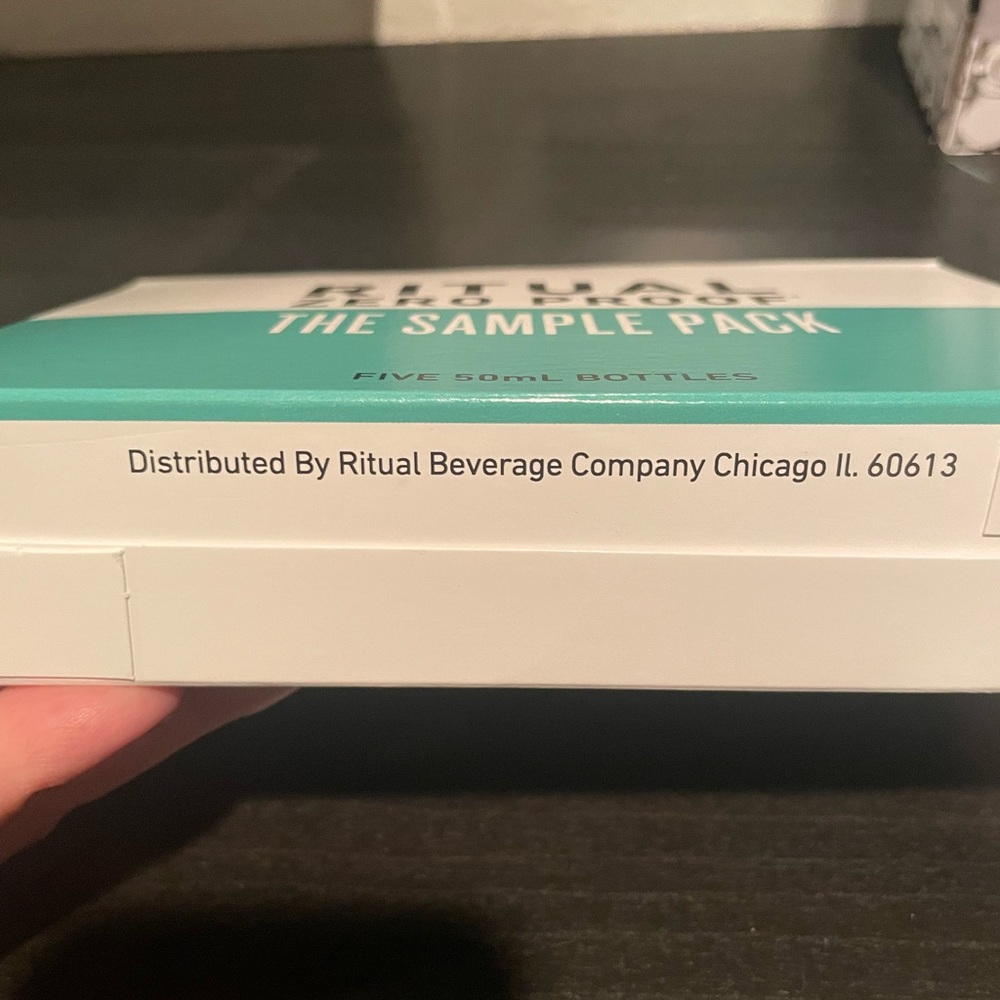 RITUAL
ZERO PROOF
THE SAMPLE PACK
FIVE 50mL BOTTLES
Distributed By Ritual Beverage Company Chicago Il. 60613